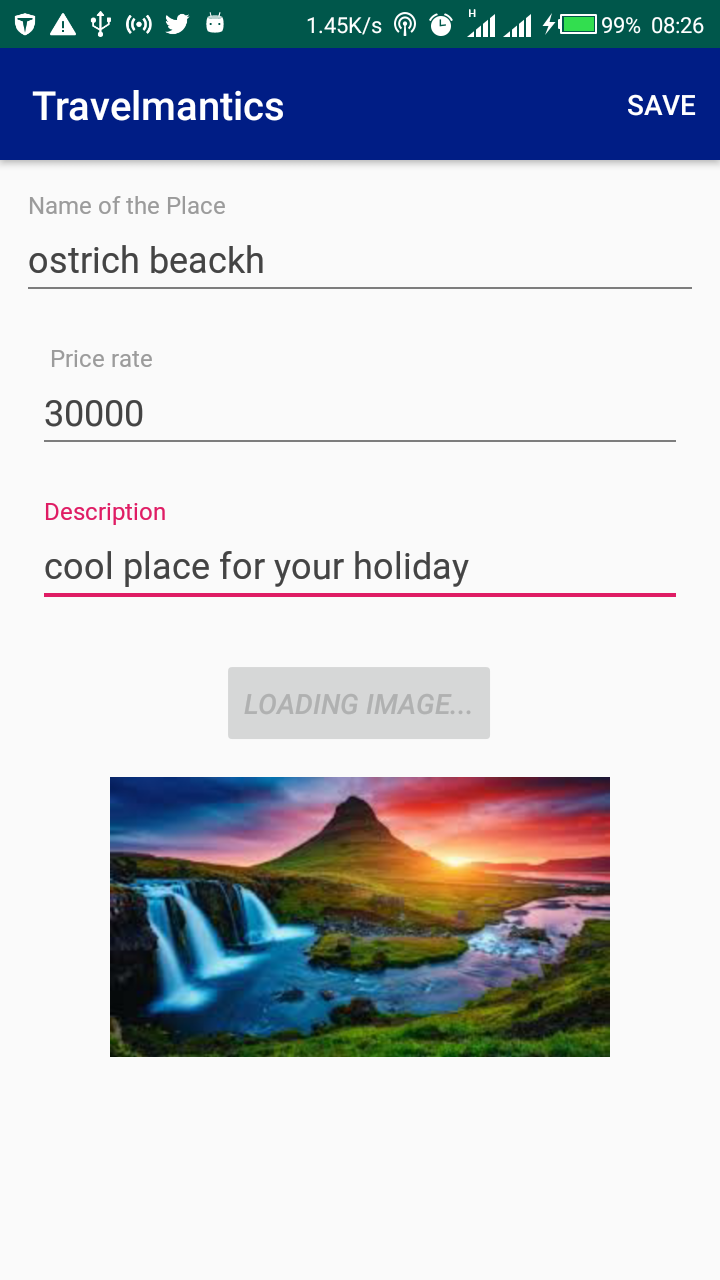 1.45K/s H 99% 08:26
Travelmantics SAVE
Name of the Place
ostrich beackh
Price rate
30000
Description
cool place for your holiday
LOADING IMAGE...